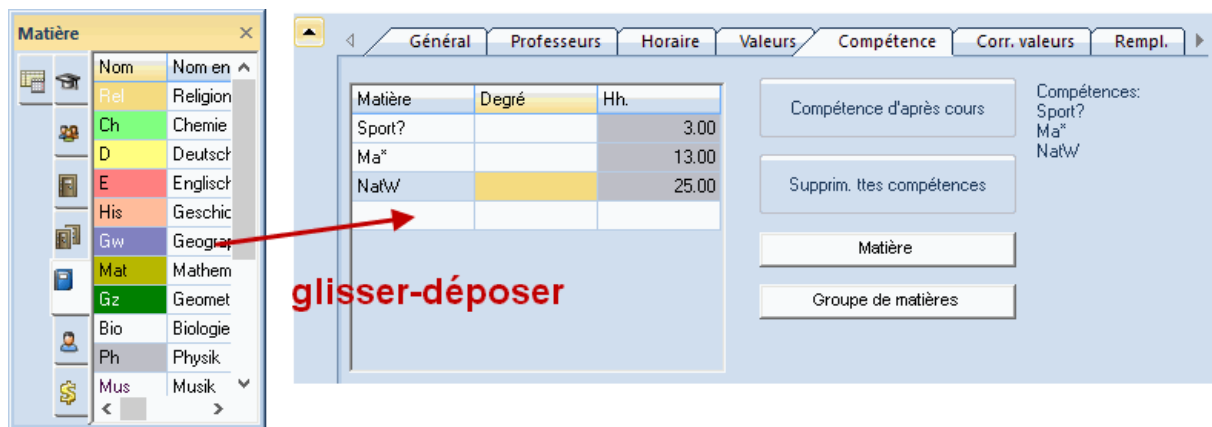 Matière
Nom Nom en
Rel Religion
Ch Chemie
D Deutsch
E Englisch
His Geschic
Gw Geograp
Mat Mathem
Gz Geomet
Bio Biologie
Ph Physik
Mus Musik
glisser-déposer
Général Professeurs Horaire Valeurs Compétence Corr. valeurs Rempl.
Matière Degré Hh.
Sport? 3.00
Ma* 13.00
NatW 25.00
Compétence d'après cours
Supprim. ttes compétences
Matière
Groupe de matières
Compétences:
Sport?
Ma*
NatW